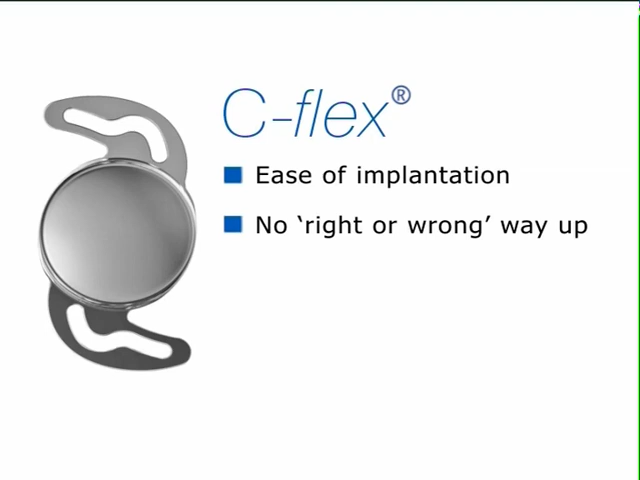 C-flex®
Ease of implantation
No ‘right or wrong’ way up